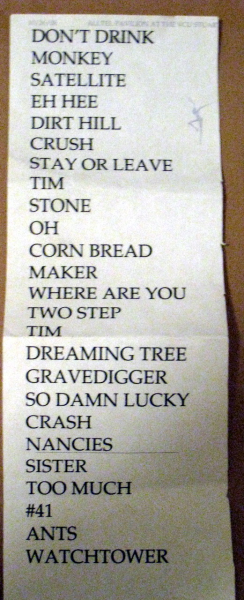 DON'T DRINK
MONKEY
SATELLITE
EH HEE
DIRT HILL
CRUSH
STAY OR LEAVE
TIM
STONE
OH
CORN BREAD
MAKER
WHERE ARE YOU
TWO STEP
TIM
DREAMING TREE
GRAVEDIGGER
SO DAMN LUCKY
CRASH
NANCIES
SISTER
TOO MUCH
#41
ANTS
WATCHTOWER